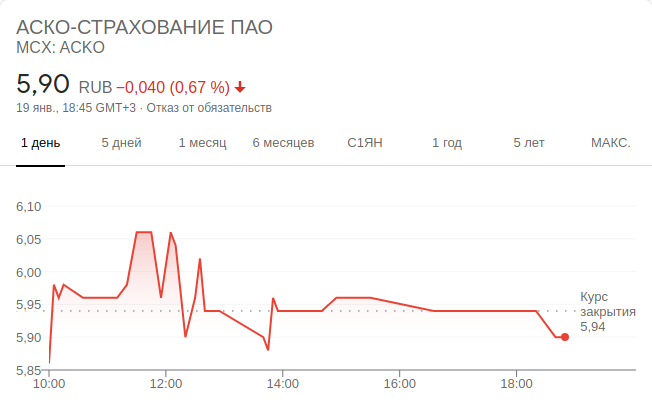 АСКО-СТРАХОВАНИЕ ПАО
MCX: ACKO
5,90 RUB −0,040 (0,67 %)
19 янв., 18:45 GMT+3 · Отказ от обязательств
1 день 5 дней 1 месяц 6 месяцев С1ЯН 1 год 5 лет МАКС.
6,10
6,05
6,00
5,95
5,90
5,85
Курс
закрытия
5,94
10:00 12:00 14:00 16:00 18:00